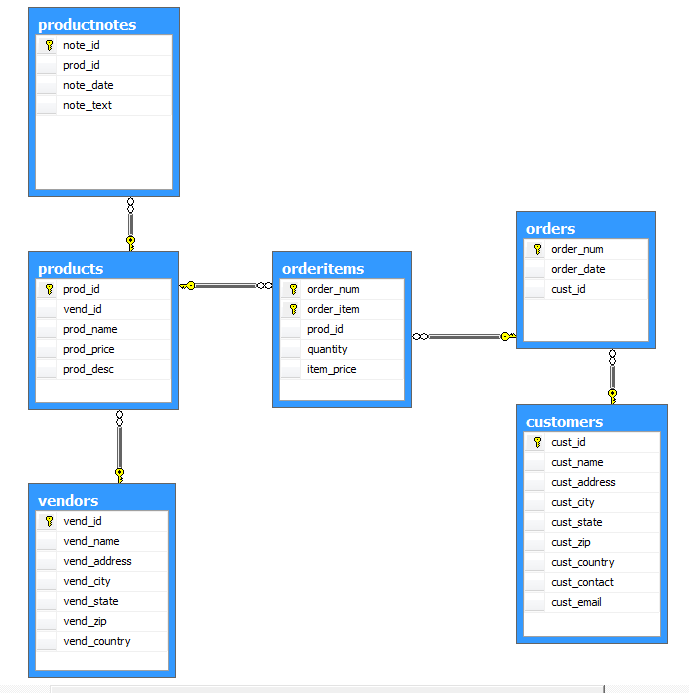 productnotes
note_id
prod_id
note_date
note_text
products
prod_id
vend_id
prod_name
prod_price
prod_desc
orderitems
order_num
order_item
prod_id
quantity
item_price
orders
order_num
order_date
cust_id
vendors
vend_id
vend_name
vend_address
vend_city
vend_state
vend_zip
vend_country
customers
cust_id
cust_name
cust_address
cust_city
cust_state
cust_zip
cust_country
cust_contact
cust_email